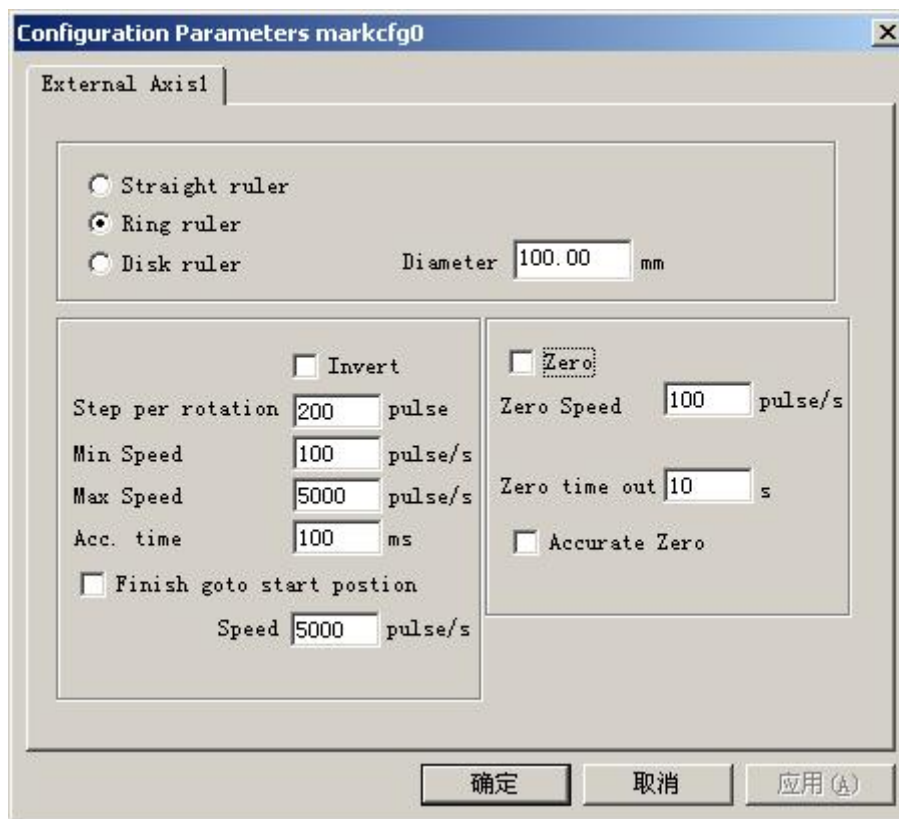 Configuration Parameters markcfg0
External Axis1
Straight ruler
Ring ruler
Disk ruler Diameter 100.00 mm
Invert
Step per rotation 200 pulse
Min Speed 100 pulse/s
Max Speed 5000 pulse/s
Acc. time 100 ms
Finish goto start postion
Speed 5000 pulse/s
Zero
Zero Speed 100 pulse/s
Zero time out 10 s
Accurate Zero
确定 取消 应用(A)